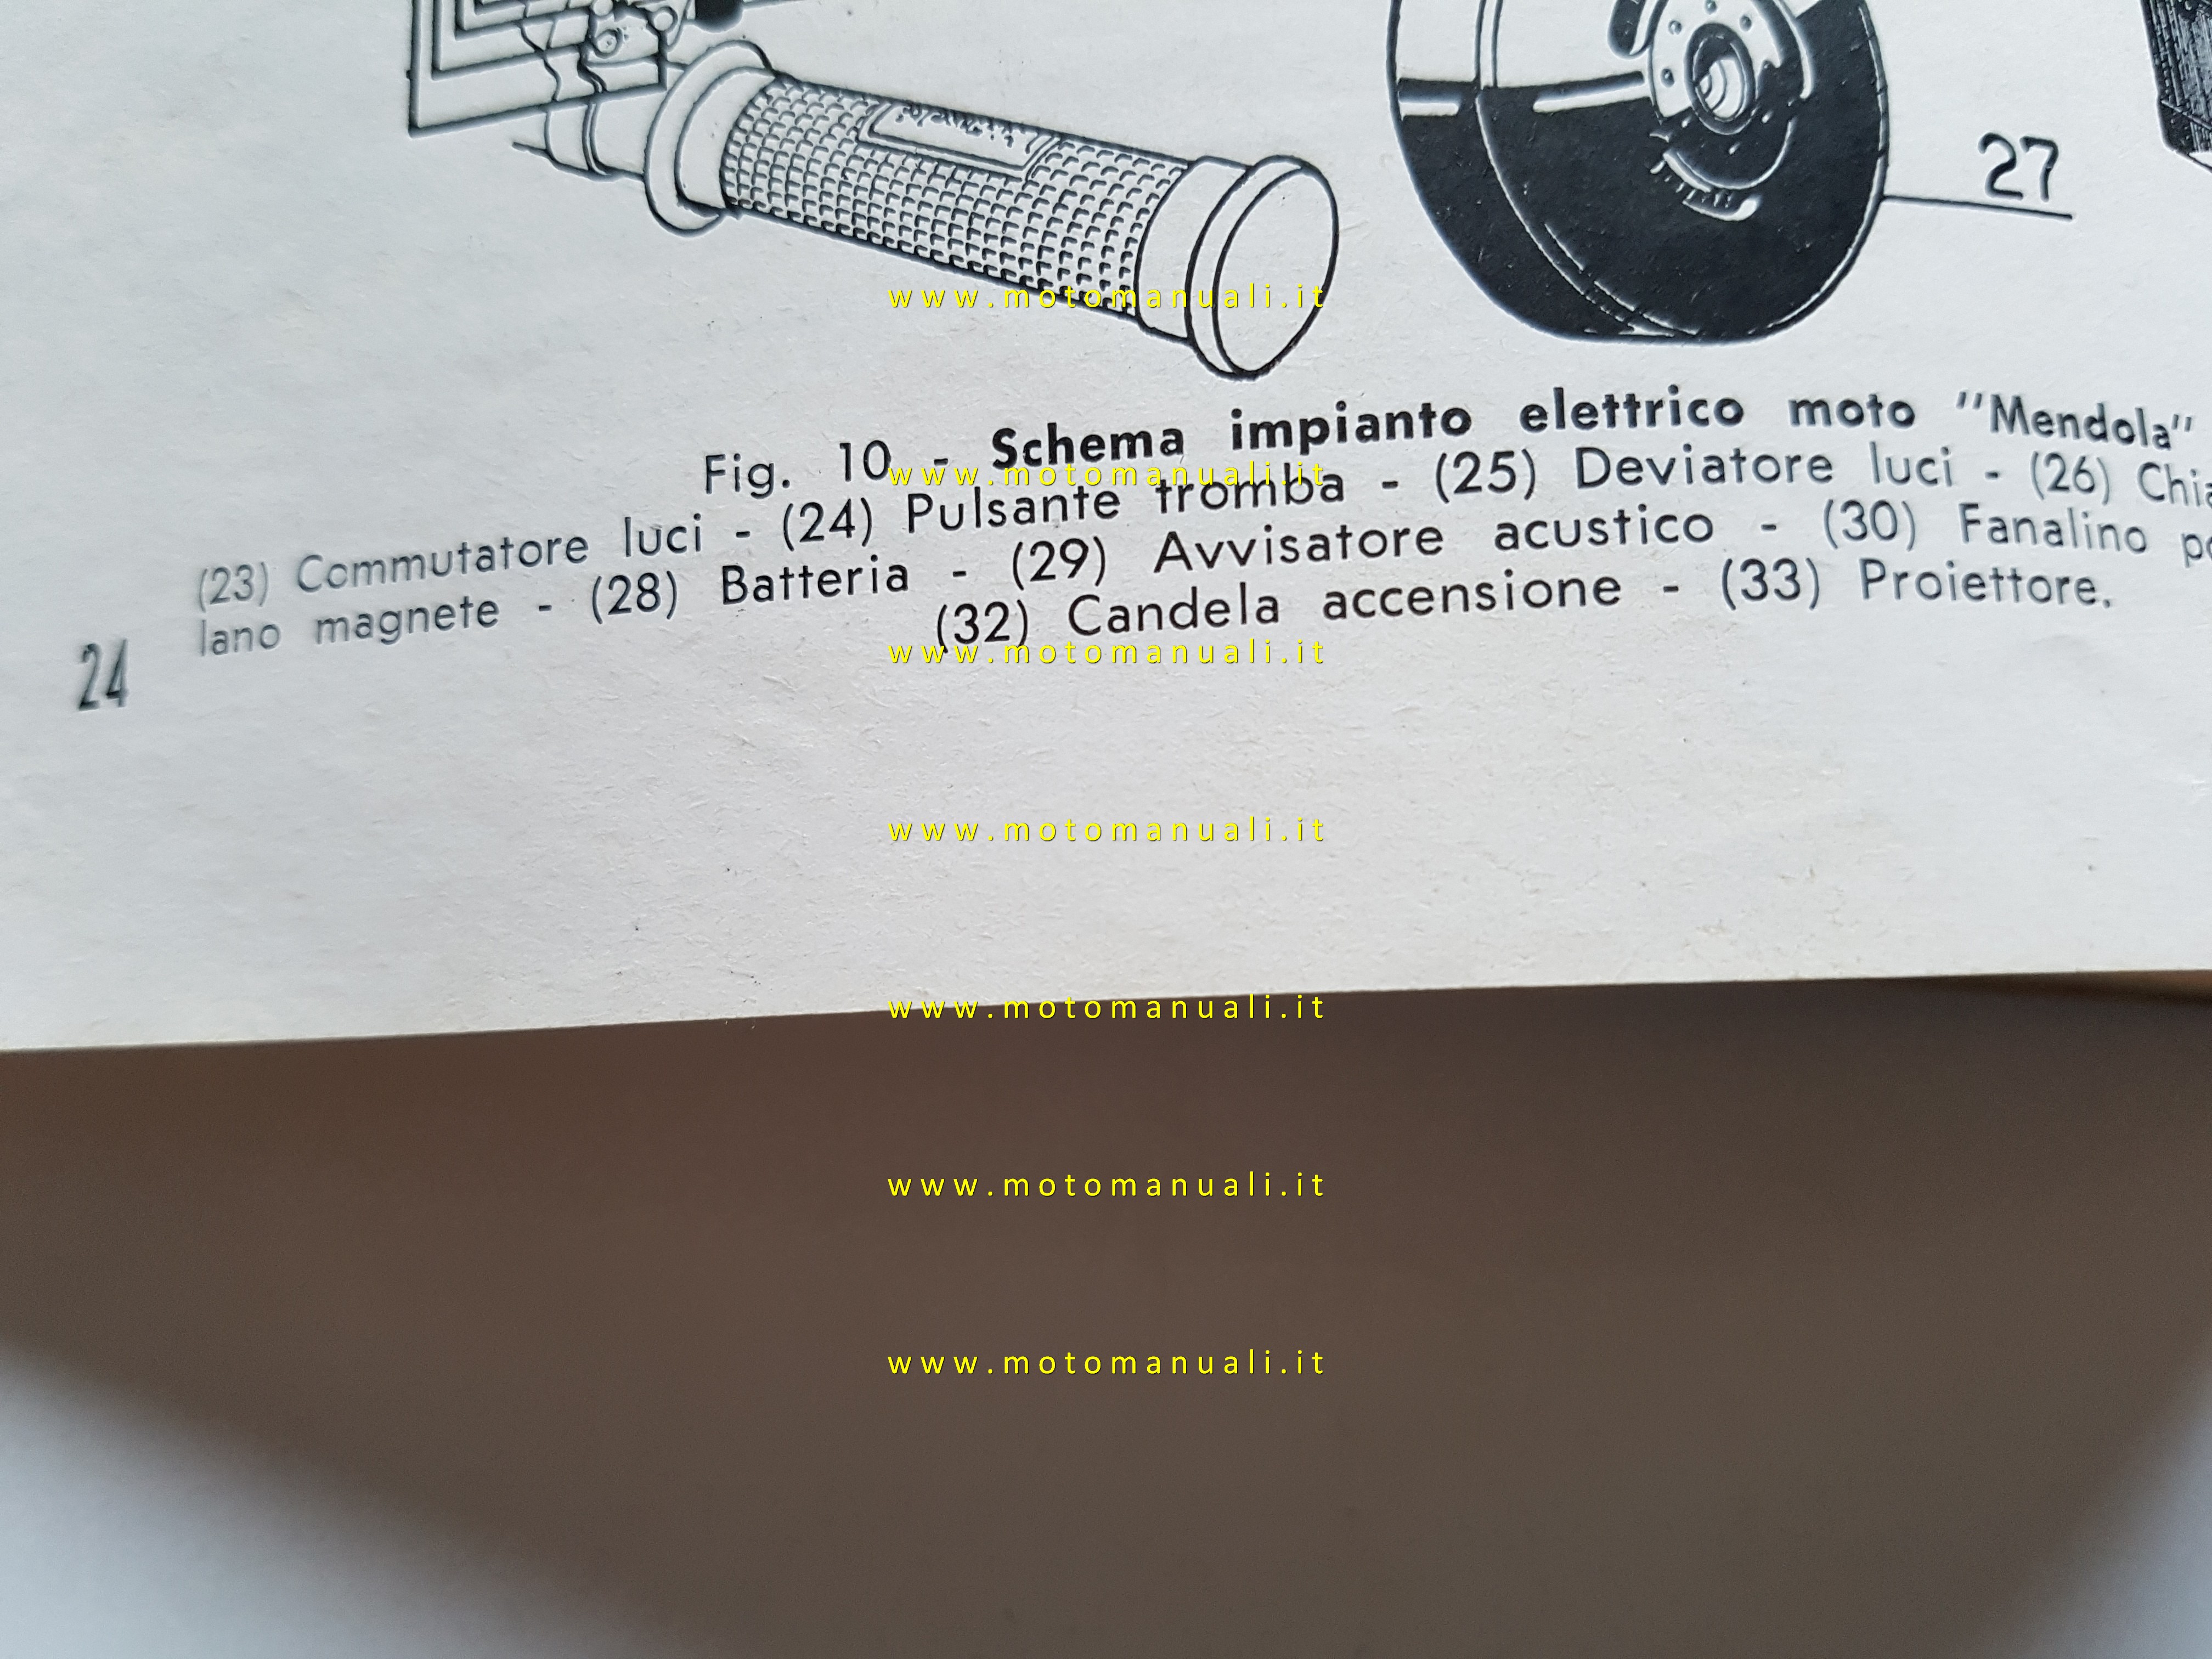 27
www.motomanuali.it
Fig. 10 - Schema impianto elettrico moto "Mendola"
www.motomanuali.it
(23) Commutatore luci - (24) Pulsante tromba - (25) Deviatore luci - (26)
lano magnete - (28) Batteria - (29) Avvisatore acustico - (30) Fanalino
(32) Candela accensione - (33) Proiettore.
www.motomanuali.it
24
www.motomanuali.it
www.motomanuali.it
www.motomanuali.it
www.motomanuali.it